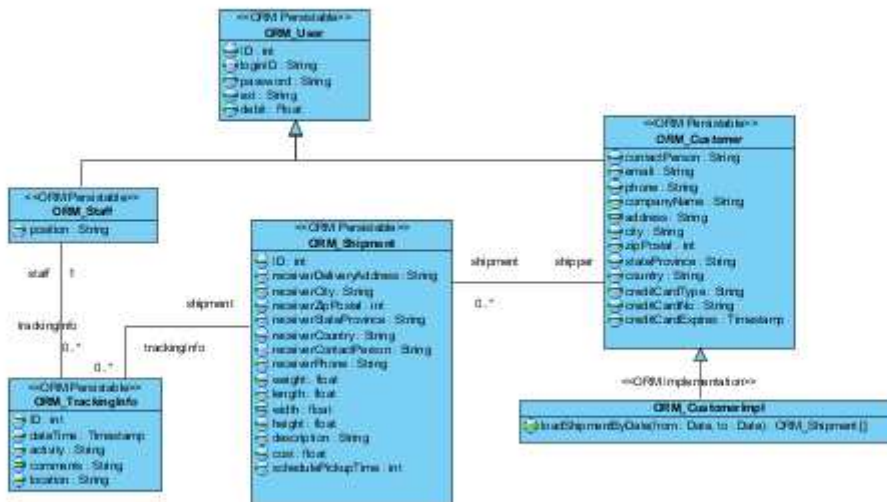 <<ORM Persistable>>
ORM_User
ID : int
loginID : String
password : String
debit : float
<<ORM Persistable>>
ORM_Customer
contactPerson : String
email : String
phone : String
companyName : String
address : String
city : String
zipPostal : int
stateProvince : String
country : String
creditCardType : String
creditCardNo : String
creditCardExpires : Timestamp
<<ORM Persistable>>
ORM_Staff
position : String
<<ORM Persistable>>
ORM_Shipment
ID : int
receiverDeliveryAddress : String
receiverCity : String
receiverZipPostal : int
receiverStateProvince : String
receiverCountry : String
receiverContactPerson : String
receiverPhone : String
weight : float
length : float
width : float
height : float
description : String
cost : float
schedulePickupTime : int
staff 1
trackingInfo
0..*
shipment
trackingInfo
0..*
shipment shipper
0..*
<<ORM Persistable>>
ORM_TrackingInfo
ID : int
dateTime : Timestamp
activity : String
comments : String
location : String
<<ORM Implementation>>
ORM_CustomerImpl
loadShipmentByDate(from : Date, to : Date) : ORM_Shipment []